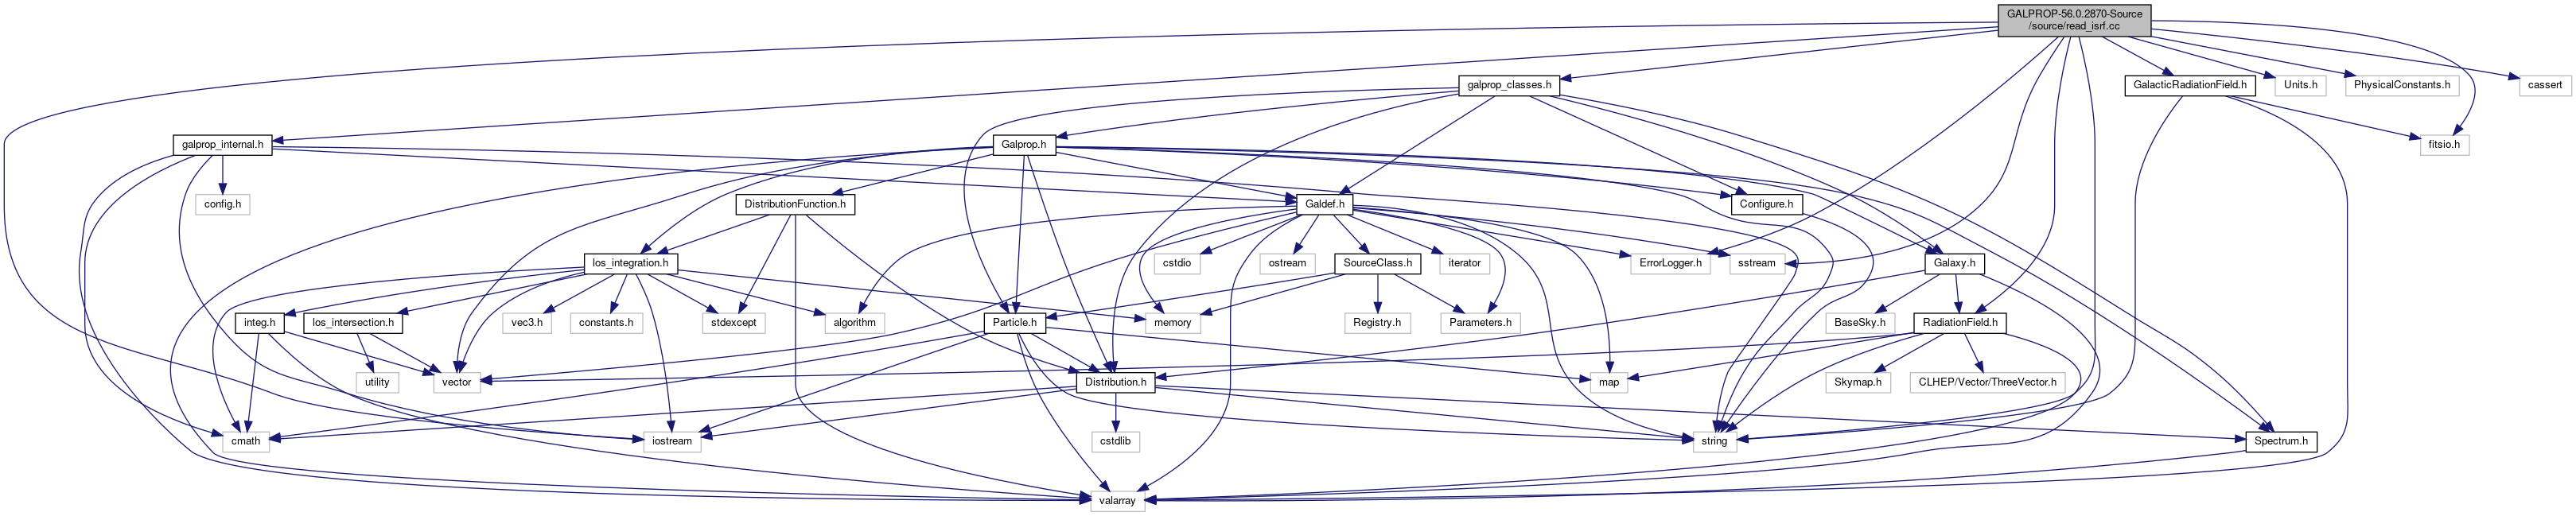 GALPROP-56.0.2870-Source
/source/read_isrf.cc
galprop_classes.h
GalacticRadiationField.h
Units.h
PhysicalConstants.h
cassert
galprop_internal.h
Galprop.h
fitsio.h
config.h
DistributionFunction.h
Galdef.h
Configure.h
los_integration.h
cstdio
ostream
SourceClass.h
iterator
ErrorLogger.h
sstream
Galaxy.h
integ.h
los_intersection.h
vec3.h
constants.h
stdexcept
algorithm
Particle.h
memory
Registry.h
Parameters.h
BaseSky.h
RadiationField.h
utility
vector
Distribution.h
map
Skymap.h
CLHEP/Vector/ThreeVector.h
cmath
iostream
cstdlib
string
Spectrum.h
valarray